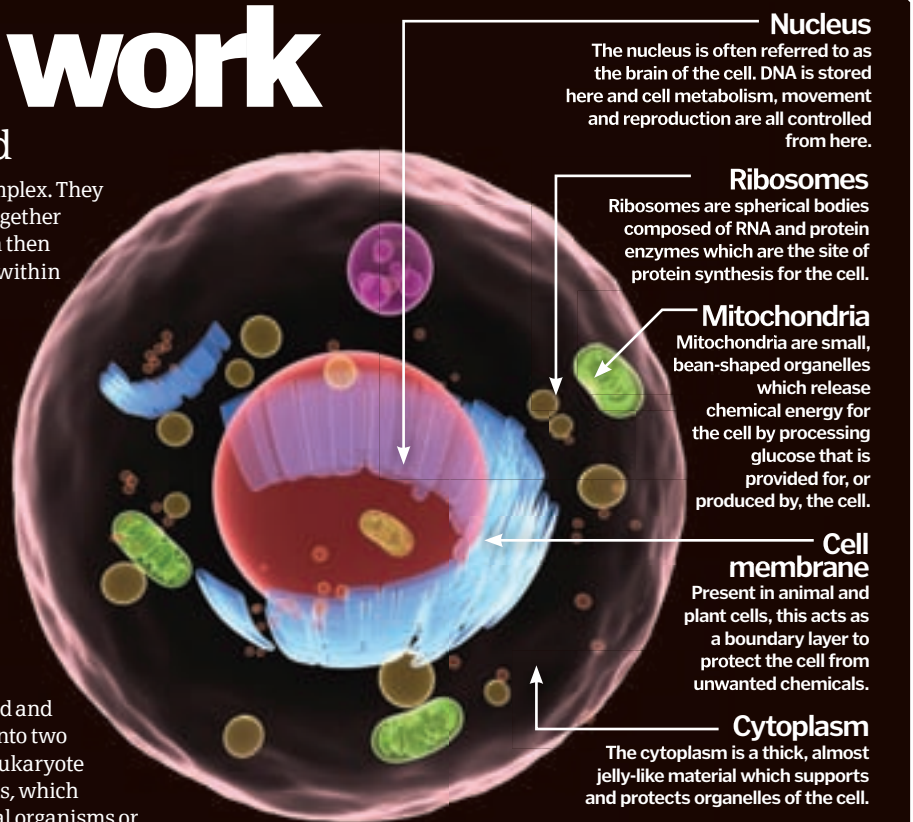 work
d
nplex. They
gether
then
within
Nucleus
The nucleus is often referred to as
the brain of the cell. DNA is stored
here and cell metabolism, movement
and reproduction are all controlled
from here.
Ribosomes
Ribosomes are spherical bodies
composed of RNA and protein
enzymes which are the site of
protein synthesis for the cell.
Mitochondria
Mitochondria are small,
bean-shaped organelles
which release
chemical energy for
the cell by processing
glucose that is
provided for, or
produced by, the cell.
Cell
membrane
Present in animal and
plant cells, this acts as
a boundary layer to
protect the cell from
unwanted chemicals.
Cytoplasm
The cytoplasm is a thick, almost
jelly-like material which supports
and protects organelles of the cell.
d and
nto two
ukaryote
s, which
al organisms or